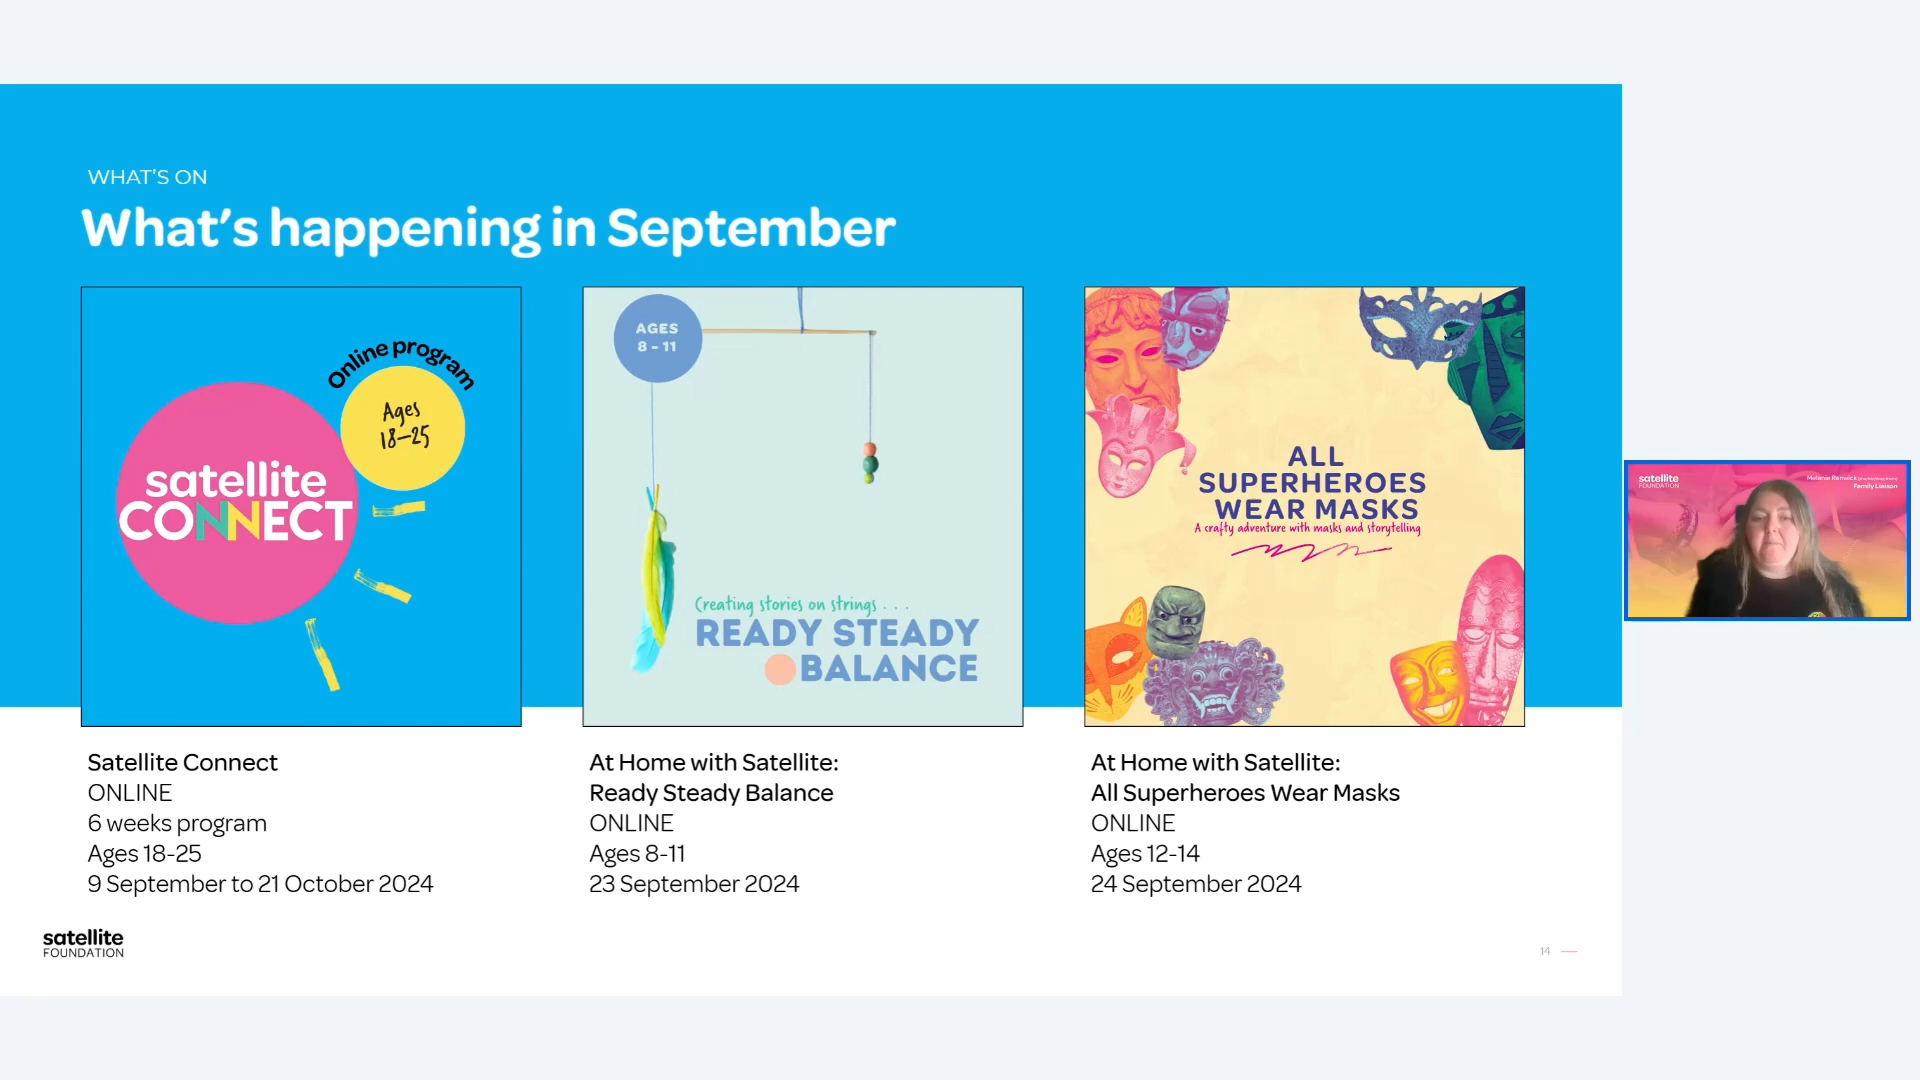 WHAT'S ON
What's happening in September
Online program
Ages
18–25
satellite
CONNECT
AGES
8 - 11
Creating stories on strings . . .
READY STEADY
BALANCE
ALL
SUPERHEROES
WEAR MASKS
A crafty adventure with masks and storytelling
Satellite Connect
ONLINE
6 weeks program
Ages 18-25
9 September to 21 October 2024
At Home with Satellite:
Ready Steady Balance
ONLINE
Ages 8-11
23 September 2024
At Home with Satellite:
All Superheroes Wear Masks
ONLINE
Ages 12-14
24 September 2024
satellite
FOUNDATION
14
satellite
FOUNDATION
Melanie
Family Liaison